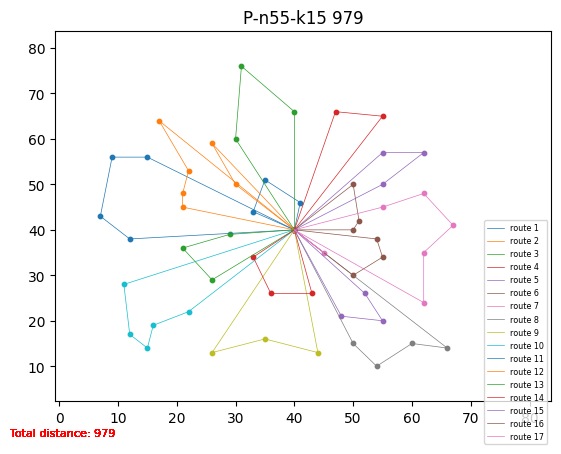 P-n55-k15 979
80
70
60
50
40
30
20
10
0 10 20 30 40 50 60 70 80
route 1
route 2
route 3
route 4
route 5
route 6
route 7
route 8
route 9
route 10
route 11
route 12
route 13
route 14
route 15
route 16
route 17
Total distance: 979